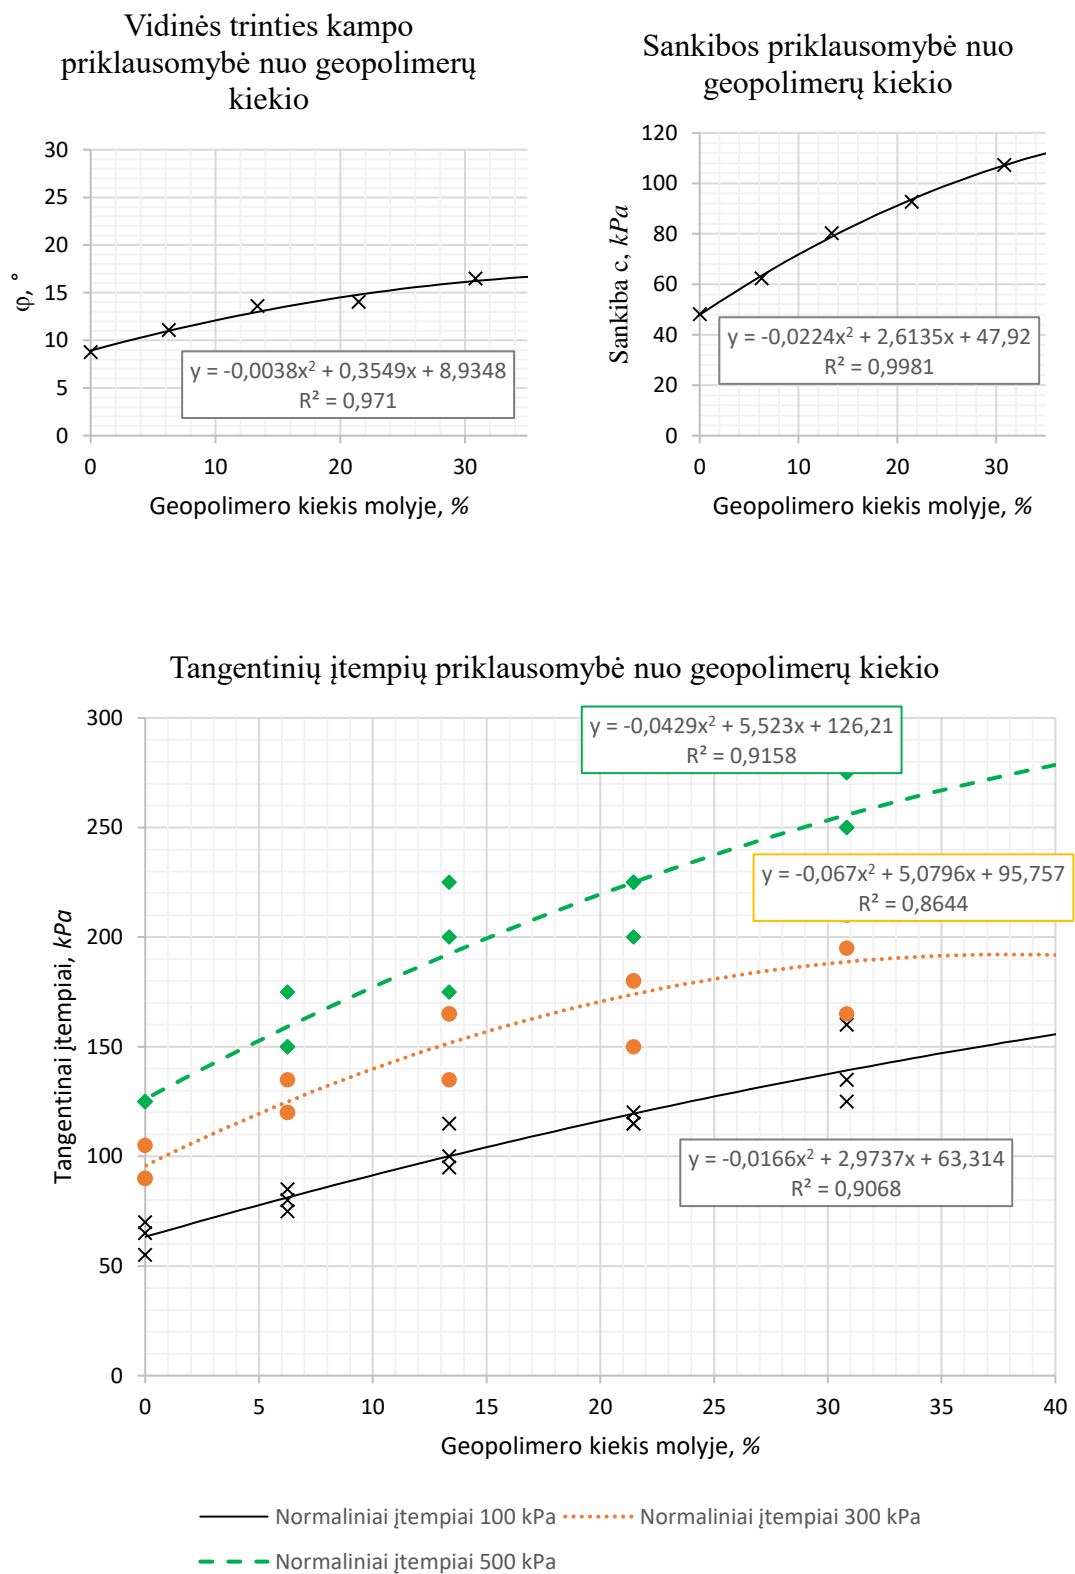 Vidinės trinties kampo
priklausomybė nuo geopolimerų
kiekio
30
25
20
15
10
5
0
φ, °
y = -0,0038x² + 0,3549x + 8,9348
R² = 0,971
0 10 20 30
Geopolimero kiekis molyje, %
Sankibos priklausomybė nuo
geopolimerų kiekio
120
100
80
60
40
20
0
Sankiba c, kPa
y = -0,0224x² + 2,6135x + 47,92
R² = 0,9981
0 10 20 30
Geopolimero kiekis molyje, %
Tangentinių įtempių priklausomybė nuo geopolimerų kiekio
300
250
200
150
100
50
0
Tangentinai įtempiai, kPa
y = -0,0429x² + 5,523x + 126,21
R² = 0,9158
y = -0,067x² + 5,0796x + 95,757
R² = 0,8644
y = -0,0166x² + 2,9737x + 63,314
R² = 0,9068
0 5 10 15 20 25 30 35 40
Geopolimero kiekis molyje, %
Normaliniai įtempiai 100 kPa
Normaliniai įtempiai 300 kPa
Normaliniai įtempiai 500 kPa